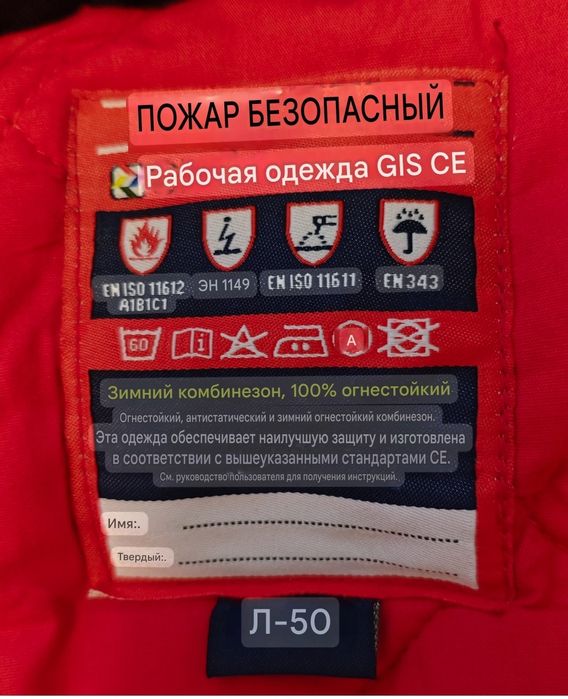 ПОЖАР БЕЗОПАСНЫЙ
Рабочая одежда GIS CE
EN ISO 11612 ЭН 1149 EN ISO 11611 EN 343
A1B1C1
60 i A
Зимний комбинезон, 100% огнестойкий
Огнестойкий, антистатический и зимний огнестойкий комбинезон.
Эта одежда обеспечивает наилучшую защиту и изготовлена
в соответствии с вышеуказанными стандартами CE.
См. руководство пользователя для получения инструкций.
Имя:.
Твердый:.
Л-50